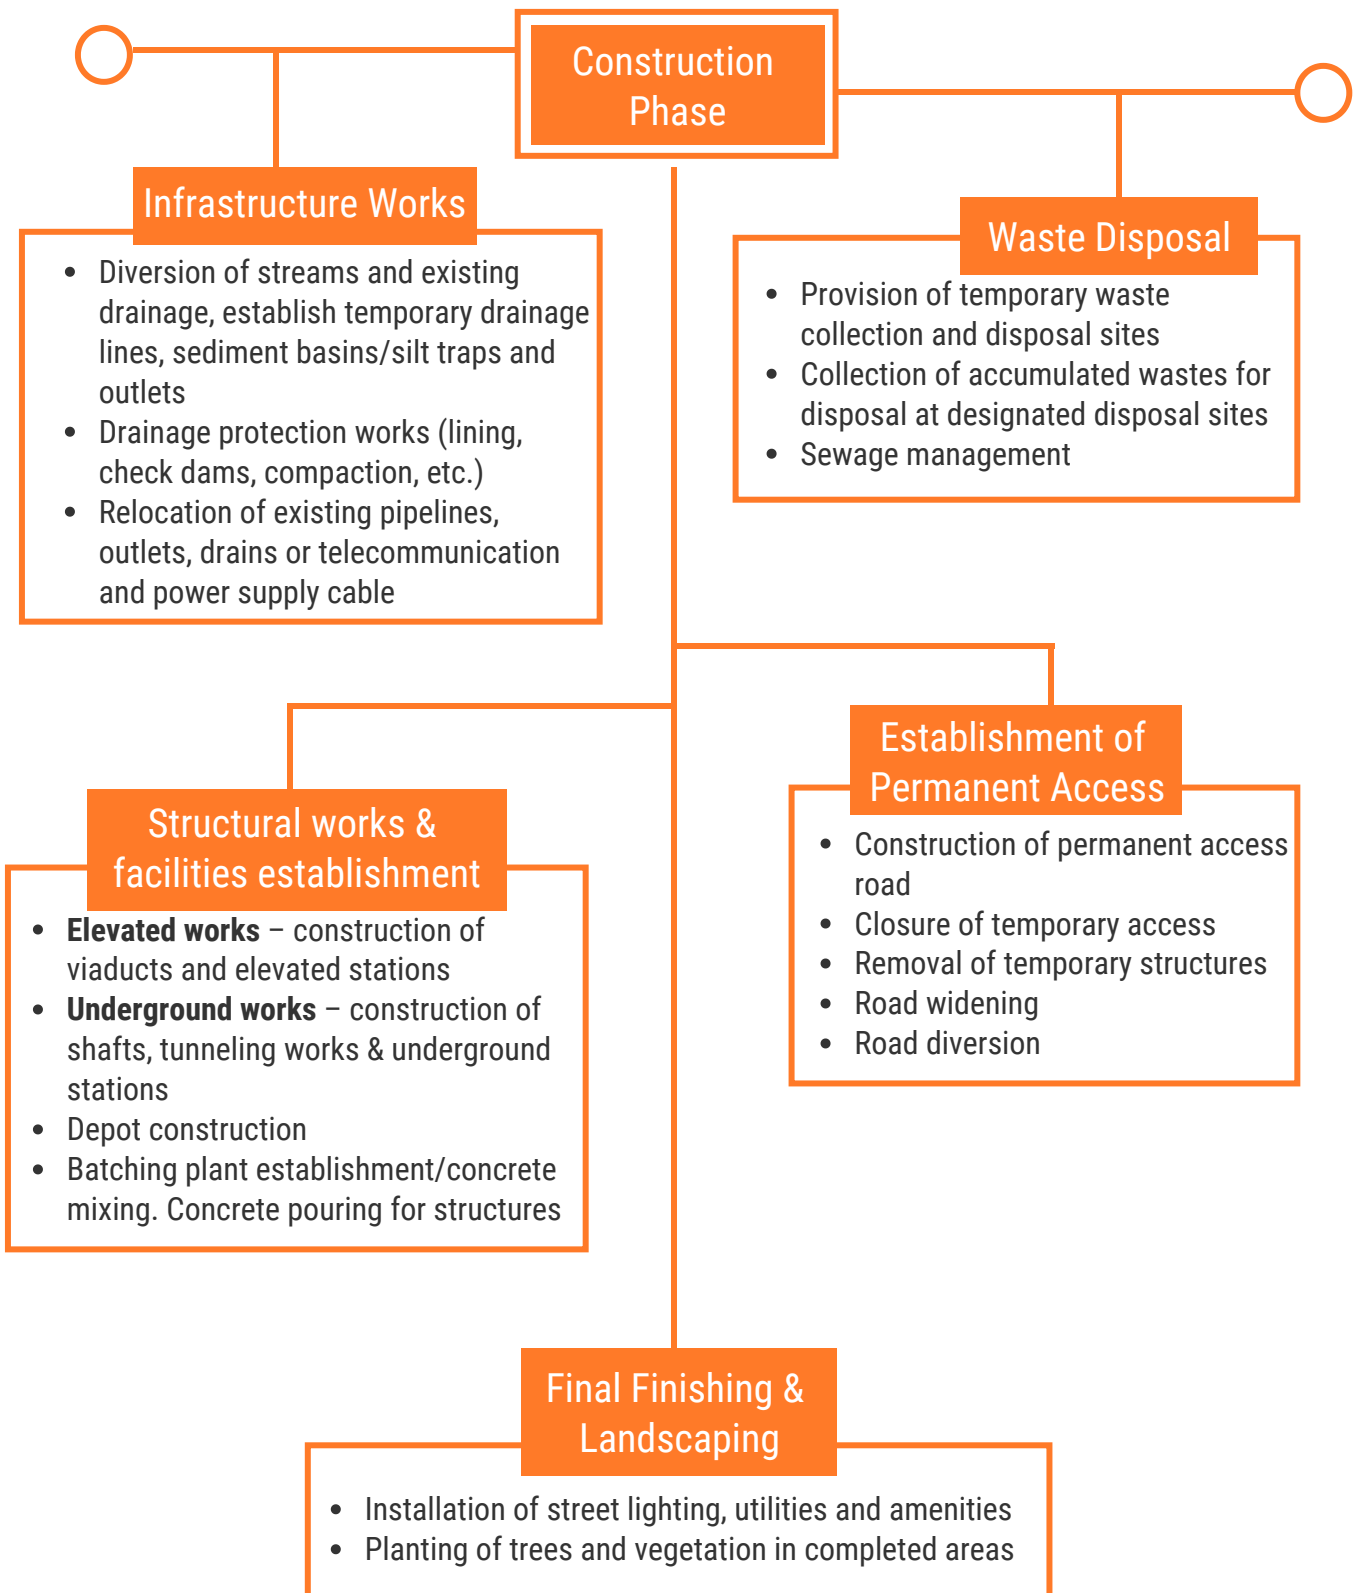 Construction
Phase
Infrastructure Works
• Diversion of streams and existing
drainage, establish temporary drainage
lines, sediment basins/silt traps and
outlets
• Drainage protection works (lining,
check dams, compaction, etc.)
• Relocation of existing pipelines,
outlets, drains or telecommunication
and power supply cable
Waste Disposal
• Provision of temporary waste
collection and disposal sites
• Collection of accumulated wastes for
disposal at designated disposal sites
• Sewage management
Structural works &
facilities establishment
• Elevated works – construction of
viaducts and elevated stations
• Underground works – construction of
shafts, tunneling works & underground
stations
• Depot construction
• Batching plant establishment/concrete
mixing. Concrete pouring for structures
Establishment of
Permanent Access
• Construction of permanent access
road
• Closure of temporary access
• Removal of temporary structures
• Road widening
• Road diversion
Final Finishing &
Landscaping
• Installation of street lighting, utilities and amenities
• Planting of trees and vegetation in completed areas